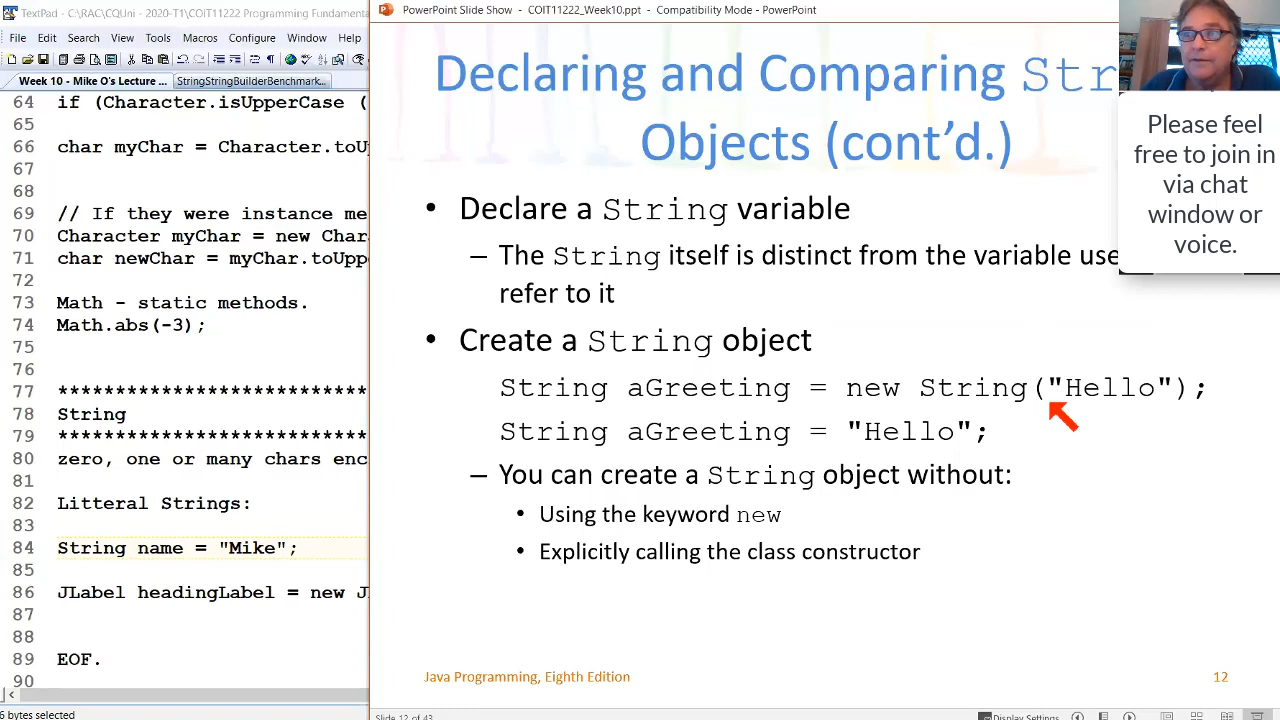 TextPad - C:\RAC\CQUni - 2020-T1\COIT11222 Programming Fundamenta
File Edit Search View Tools Macros Configure Window Help
Week 10 - Mike O's Lecture ... StringStringBuilderBenchmark...
64 if (Character.isUpperCase (
65
66 char myChar = Character.toU
67
68
69 // If they were instance me
70 Character myChar = new Char
71 char newChar = myChar.toUpp
72
73 Math - static methods.
74 Math.abs(-3);
75
76
77 ***************************
78 String
79 ***************************
80 zero, one or many chars enc
81
82 Litteral Strings:
83
84 String name = "Mike";
85
86 JLabel headingLabel = new J
87
88
89 EOF.
90
6 bytes selected
PowerPoint Slide Show - COIT11222_Week10.ppt - Compatibility Mode - PowerPoint
Declaring and Comparing Str
Objects (cont’d.)
• Declare a String variable
– The String itself is distinct from the variable use
refer to it
• Create a String object
String aGreeting = new String("Hello");
String aGreeting = "Hello";
– You can create a String object without:
• Using the keyword new
• Explicitly calling the class constructor
Java Programming, Eighth Edition
12
Slide 12 of 43
Display Settings
Please feel
free to join in
via chat
window or
voice.